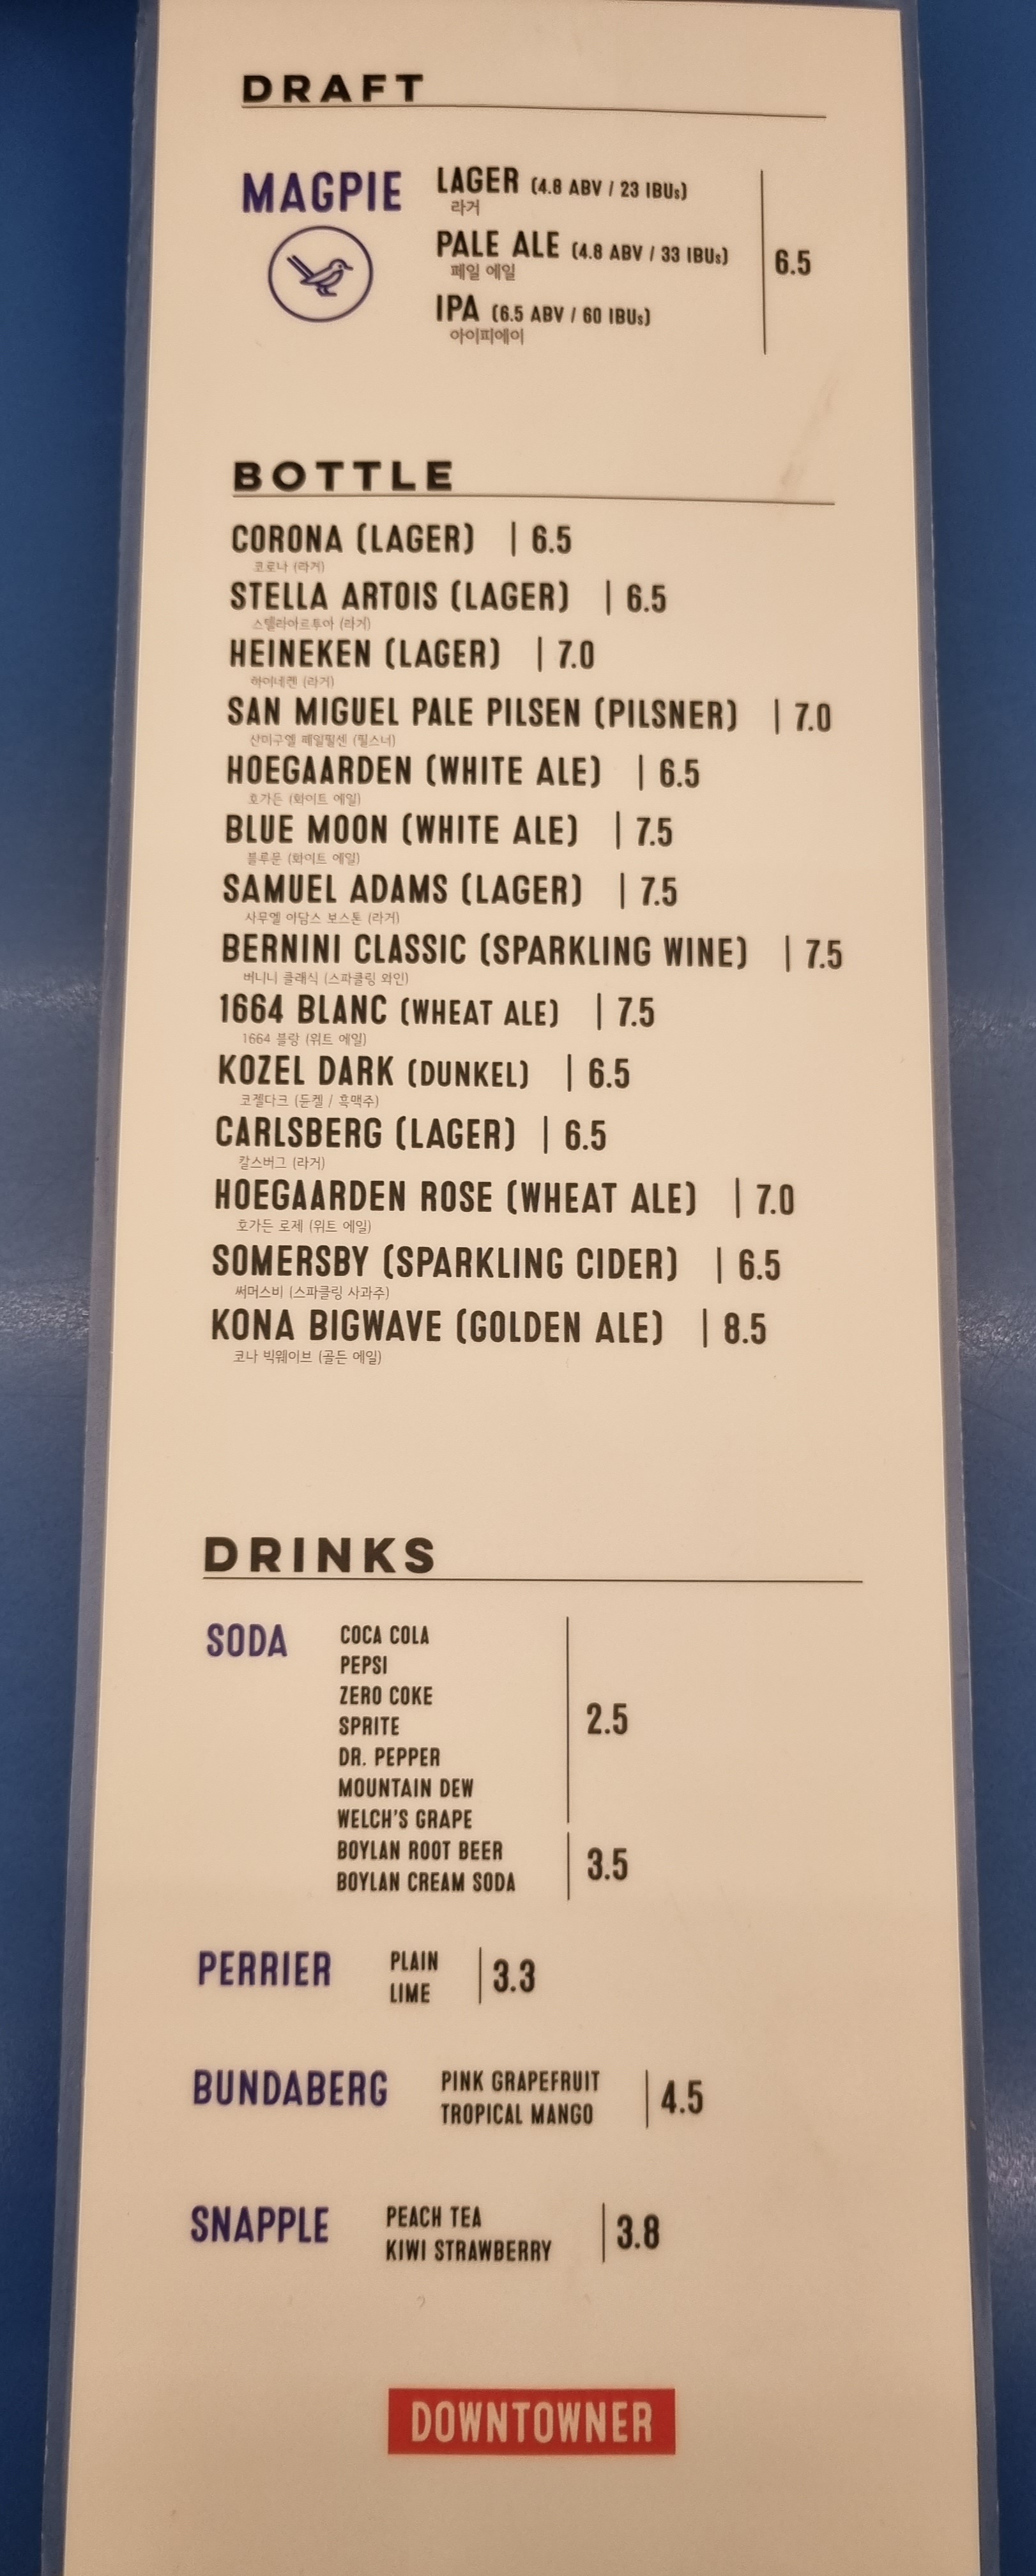 DRAFT
MAGPIE
LAGER (4.8 ABV / 23 IBUs)
라거
PALE ALE (4.8 ABV / 33 IBUs)
페일 에일
IPA (6.5 ABV / 60 IBUs)
아이피에이
6.5
BOTTLE
CORONA (LAGER) | 6.5
코로나 (라거)
STELLA ARTOIS (LAGER) | 6.5
스텔라아르투아 (라거)
HEINEKEN (LAGER) | 7.0
하이네켄 (라거)
SAN MIGUEL PALE PILSEN (PILSNER) | 7.0
산미구엘 페일필센 (필스너)
HOEGAARDEN (WHITE ALE) | 6.5
호가든 (화이트 에일)
BLUE MOON (WHITE ALE) | 7.5
블루문 (화이트 에일)
SAMUEL ADAMS (LAGER) | 7.5
사무엘 아담스 보스톤 (라거)
BERNINI CLASSIC (SPARKLING WINE) | 7.5
버니니 클래식 (스파클링 와인)
1664 BLANC (WHEAT ALE) | 7.5
1664 블랑 (위트 에일)
KOZEL DARK (DUNKEL) | 6.5
코젤다크 (둔켈 / 흑맥주)
CARLSBERG (LAGER) | 6.5
칼스버그 (라거)
HOEGAARDEN ROSE (WHEAT ALE) | 7.0
호가든 로제 (위트 에일)
SOMERSBY (SPARKLING CIDER) | 6.5
써머스비 (스파클링 사과주)
KONA BIGWAVE (GOLDEN ALE) | 8.5
코나 빅웨이브 (골든 에일)
DRINKS
SODA
COCA COLA
PEPSI
ZERO COKE
SPRITE
DR. PEPPER
MOUNTAIN DEW
WELCH'S GRAPE
2.5
BOYLAN ROOT BEER
BOYLAN CREAM SODA
3.5
PERRIER
PLAIN
LIME
3.3
BUNDABERG
PINK GRAPEFRUIT
TROPICAL MANGO
4.5
SNAPPLE
PEACH TEA
KIWI STRAWBERRY
3.8
DOWNTOWNER